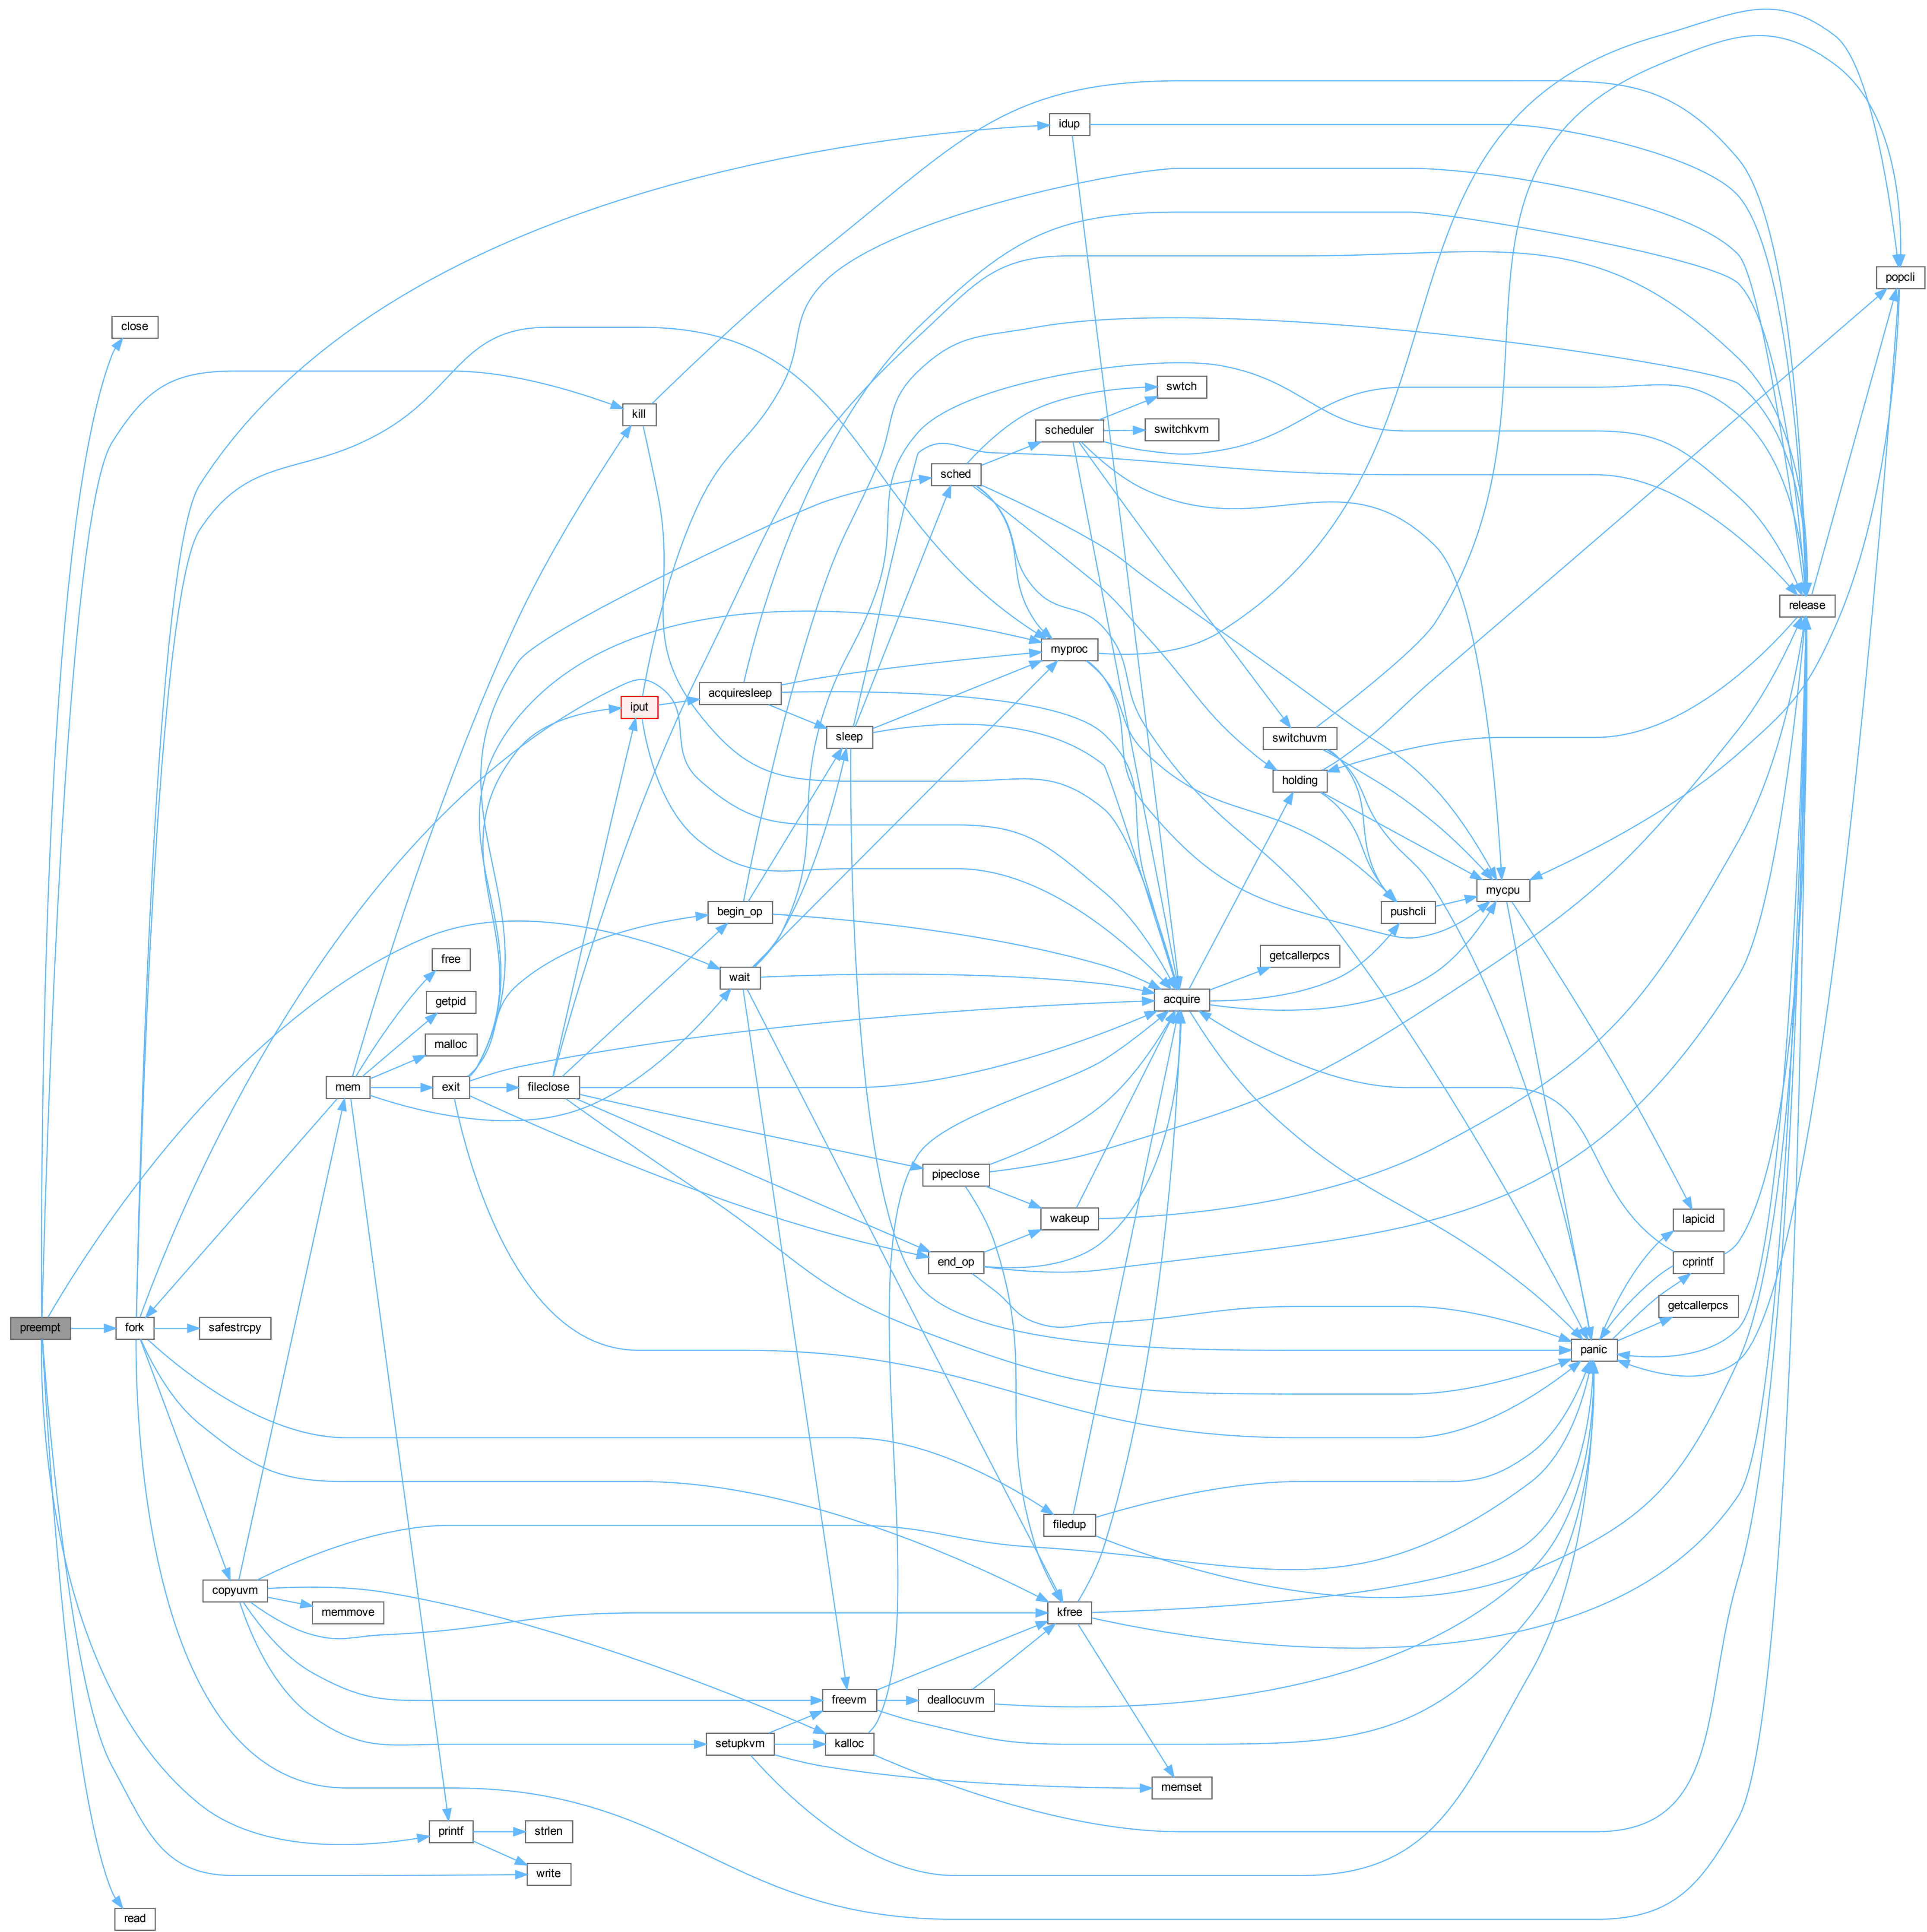 idup
popcli
close
swtch
kill
scheduler
switchkvm
sched
release
myproc
acquiresleep
iput
sleep
switchuvm
holding
mycpu
begin_op
pushcli
free
getcallerpcs
wait
getpid
acquire
malloc
mem
exit
fileclose
pipeclose
wakeup
lapicid
end_op
cprintf
getcallerpcs
preempt
fork
safestrcpy
panic
filedup
copyuvm
memmove
kfree
freevm
deallocuvm
setupkvm
kalloc
memset
printf
strlen
write
read